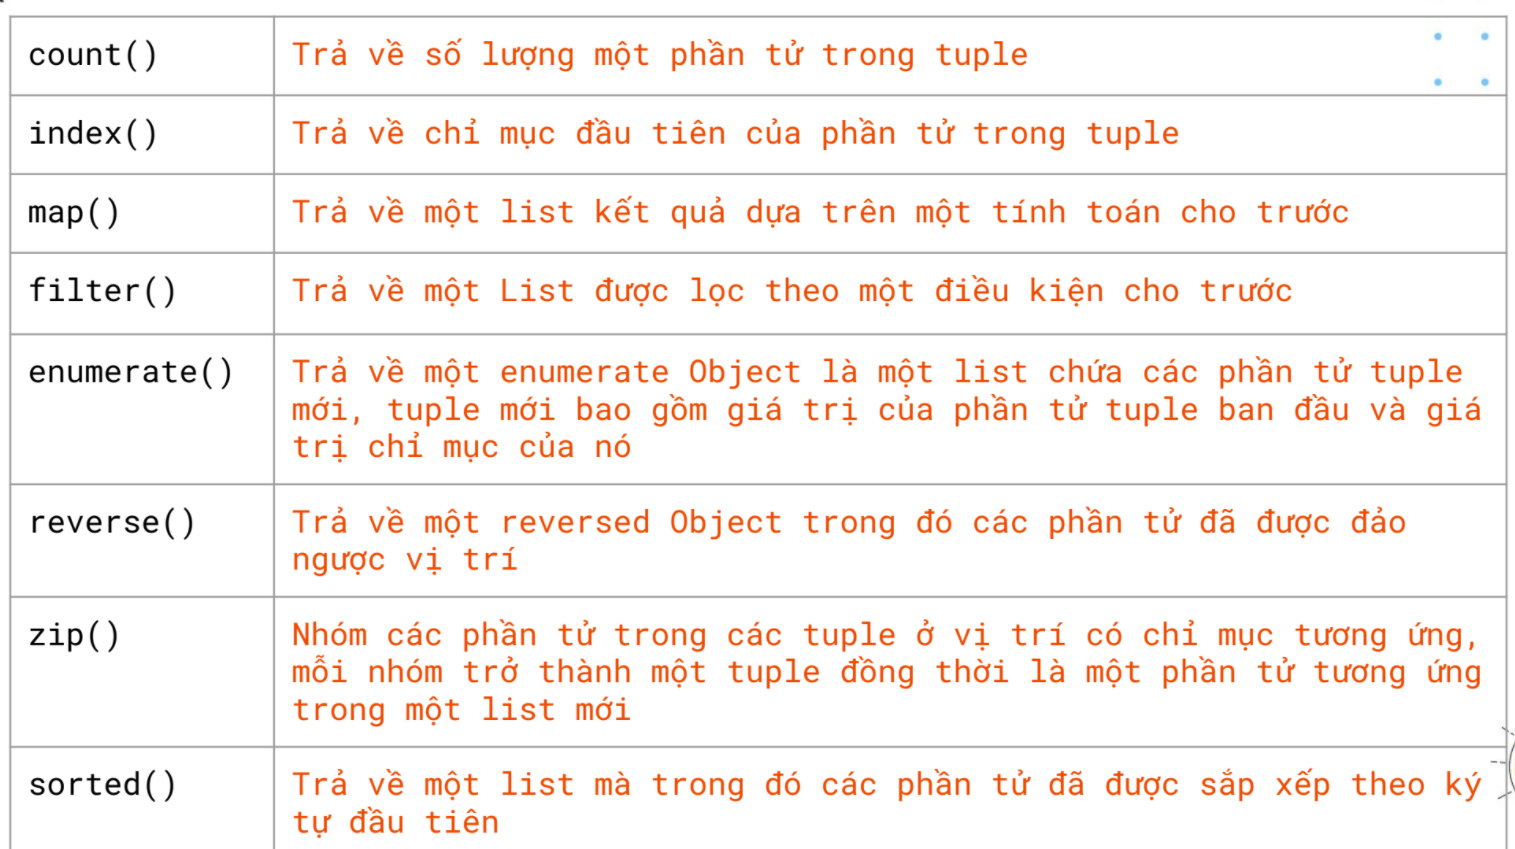 count() Trả về số lượng một phần tử trong tuple
index() Trả về chỉ mục đầu tiên của phần tử trong tuple
map() Trả về một list kết quả dựa trên một tính toán cho trước
filter() Trả về một List được lọc theo một điều kiện cho trước
enumerate() Trả về một enumerate Object là một list chứa các phần tử tuple
mới, tuple mới bao gồm giá trị của phần tử tuple ban đầu và giá
trị chỉ mục của nó
reverse() Trả về một reversed Object trong đó các phần tử đã được đảo
ngược vị trí
zip() Nhóm các phần tử trong các tuple ở vị trí có chỉ mục tương ứng,
mỗi nhóm trở thành một tuple đồng thời là một phần tử tương ứng
trong một list mới
sorted() Trả về một list mà trong đó các phần tử đã được sắp xếp theo ký
tự đầu tiên